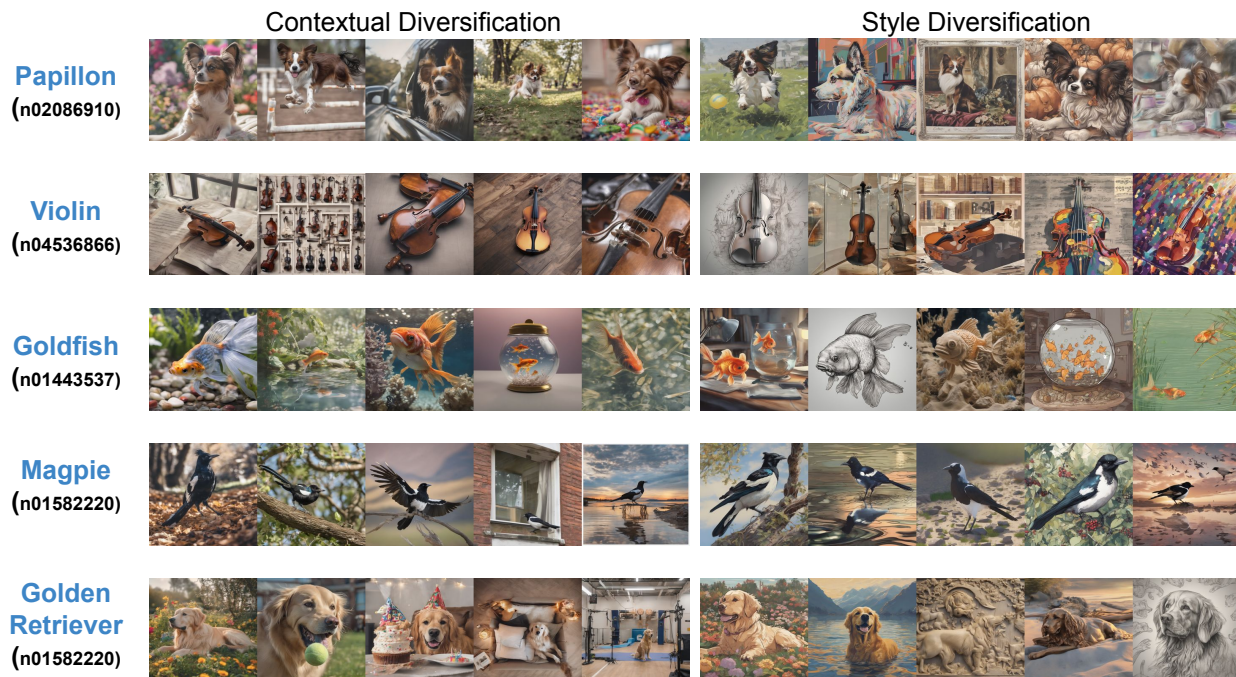 Contextual Diversification
Style Diversification
Papillon
(n02086910)
Violin
(n04536866)
Goldfish
(n01443537)
Magpie
(n01582220)
Golden
Retriever
(n01582220)